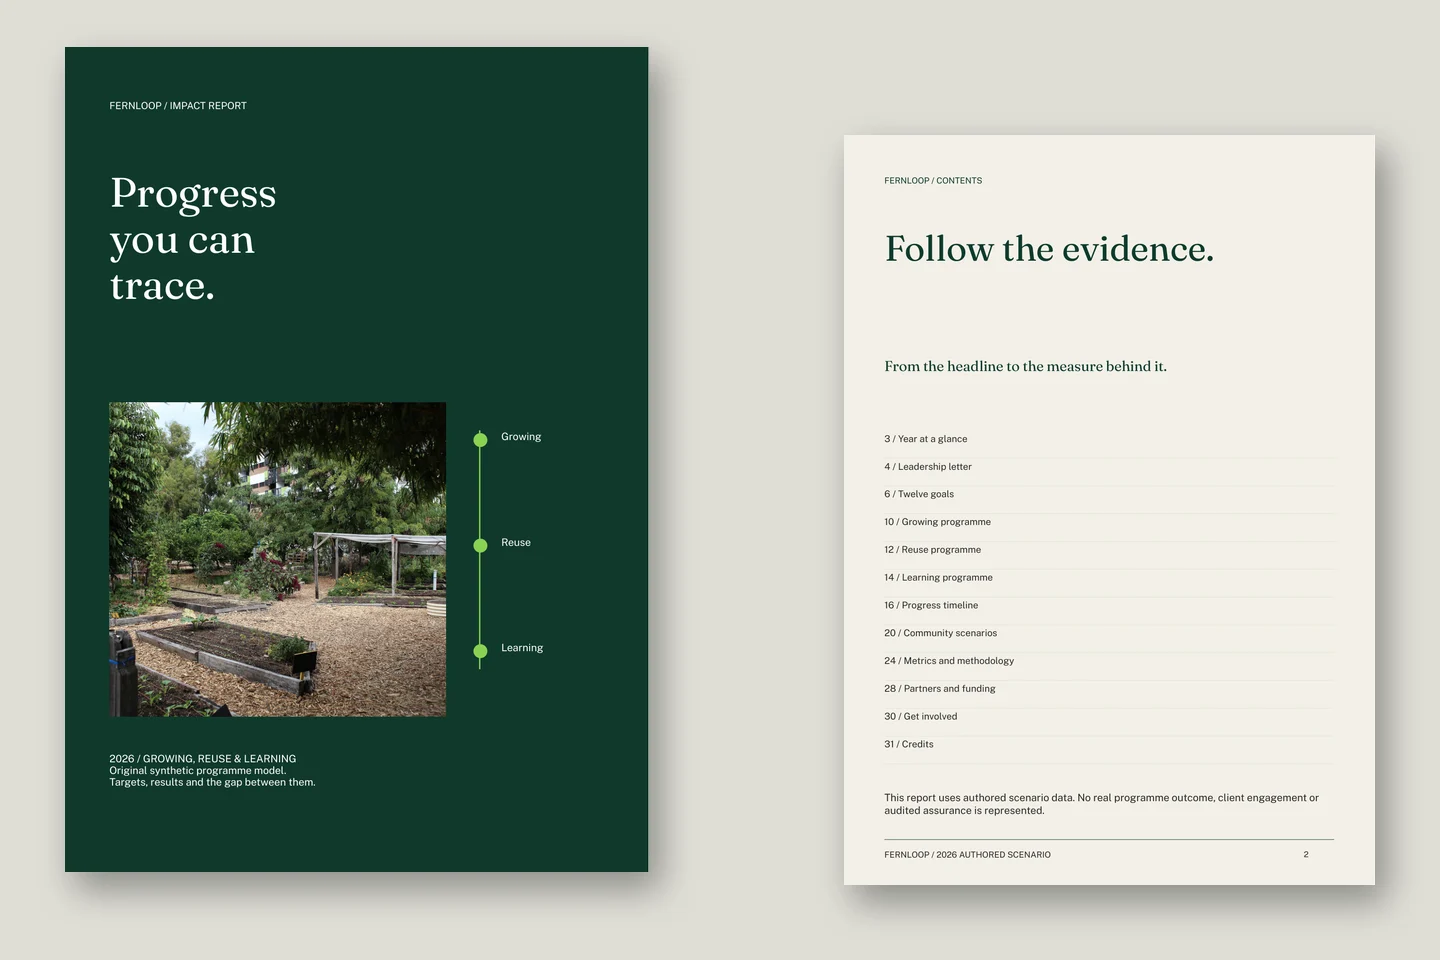 FERNLOOP / IMPACT REPORT
Progress
you can
trace.
Growing
Reuse
Learning
2026 / GROWING, REUSE & LEARNING
Original synthetic programme model.
Targets, results and the gap between them.
FERNLOOP / CONTENTS
Follow the evidence.
From the headline to the measure behind it.
3 / Year at a glance
4 / Leadership letter
6 / Twelve goals
10 / Growing programme
12 / Reuse programme
14 / Learning programme
16 / Progress timeline
20 / Community scenarios
24 / Metrics and methodology
28 / Partners and funding
30 / Get involved
31 / Credits
This report uses authored scenario data. No real programme outcome, client engagement or
audited assurance is represented.
FERNLOOP / 2026 AUTHORED SCENARIO
2